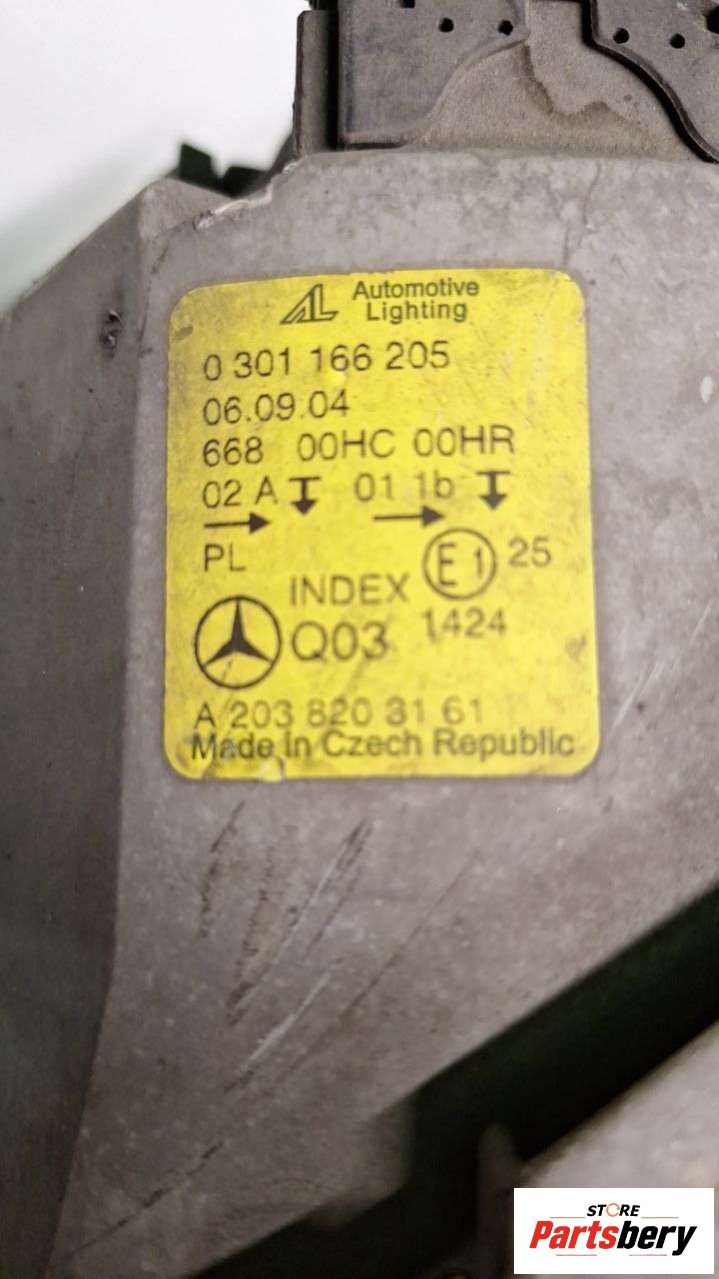 AL Automotive
Lighting
0 301 166 205
06.09.04
668 00HC 00HR
02 A 01 1b
PL E1 25
INDEX 1424
Q03
A 203 820 31 61
Made in Czech Republic
STORE
Partsbery